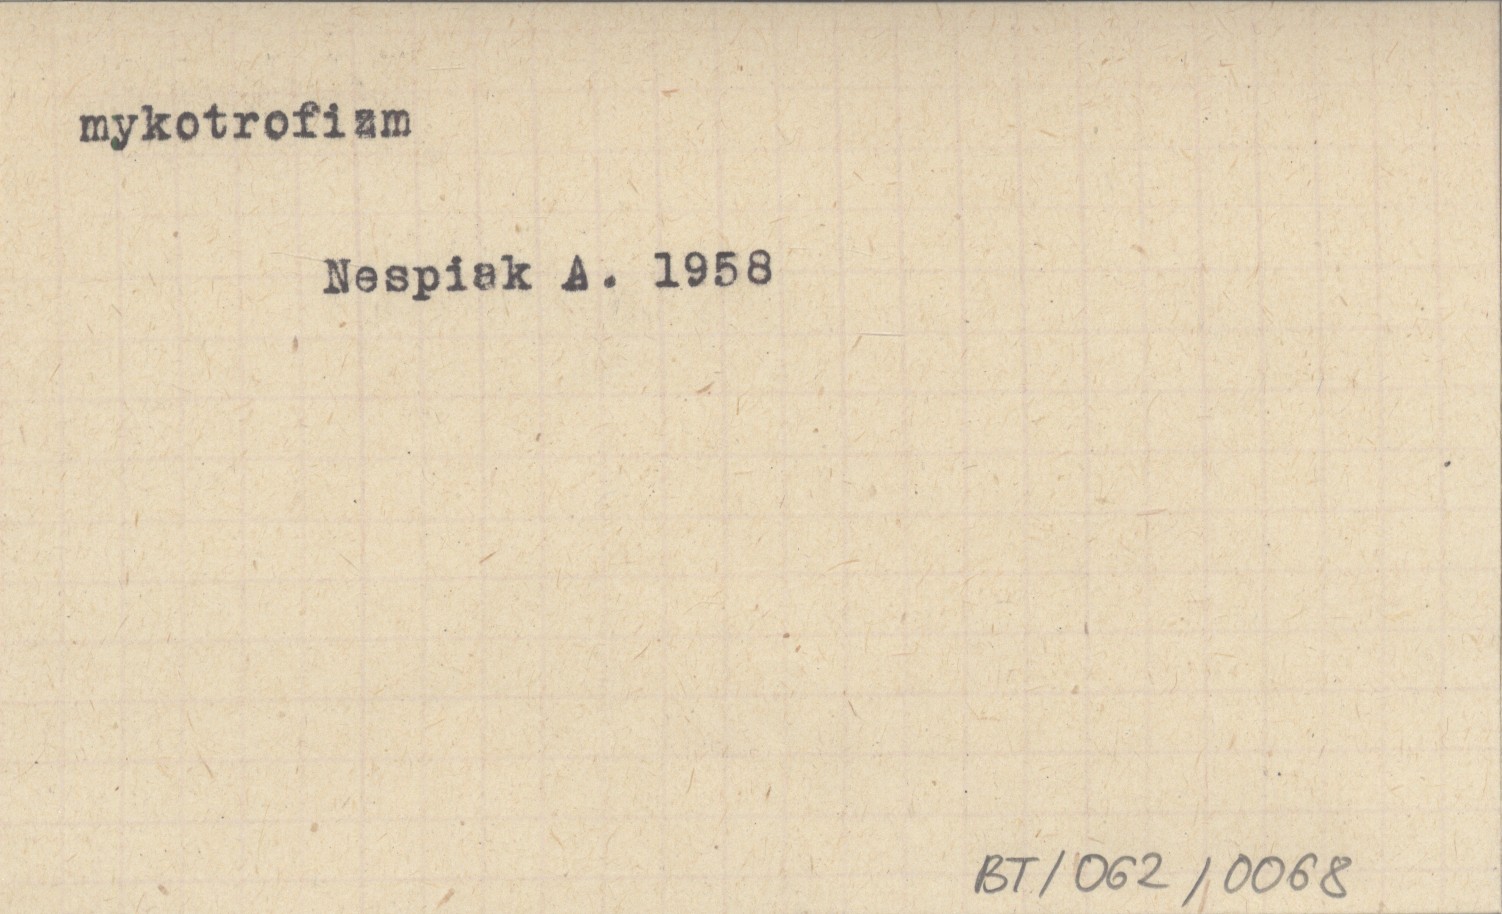 mykotrofizm
Nespiak A. 1958
BT/062/0068